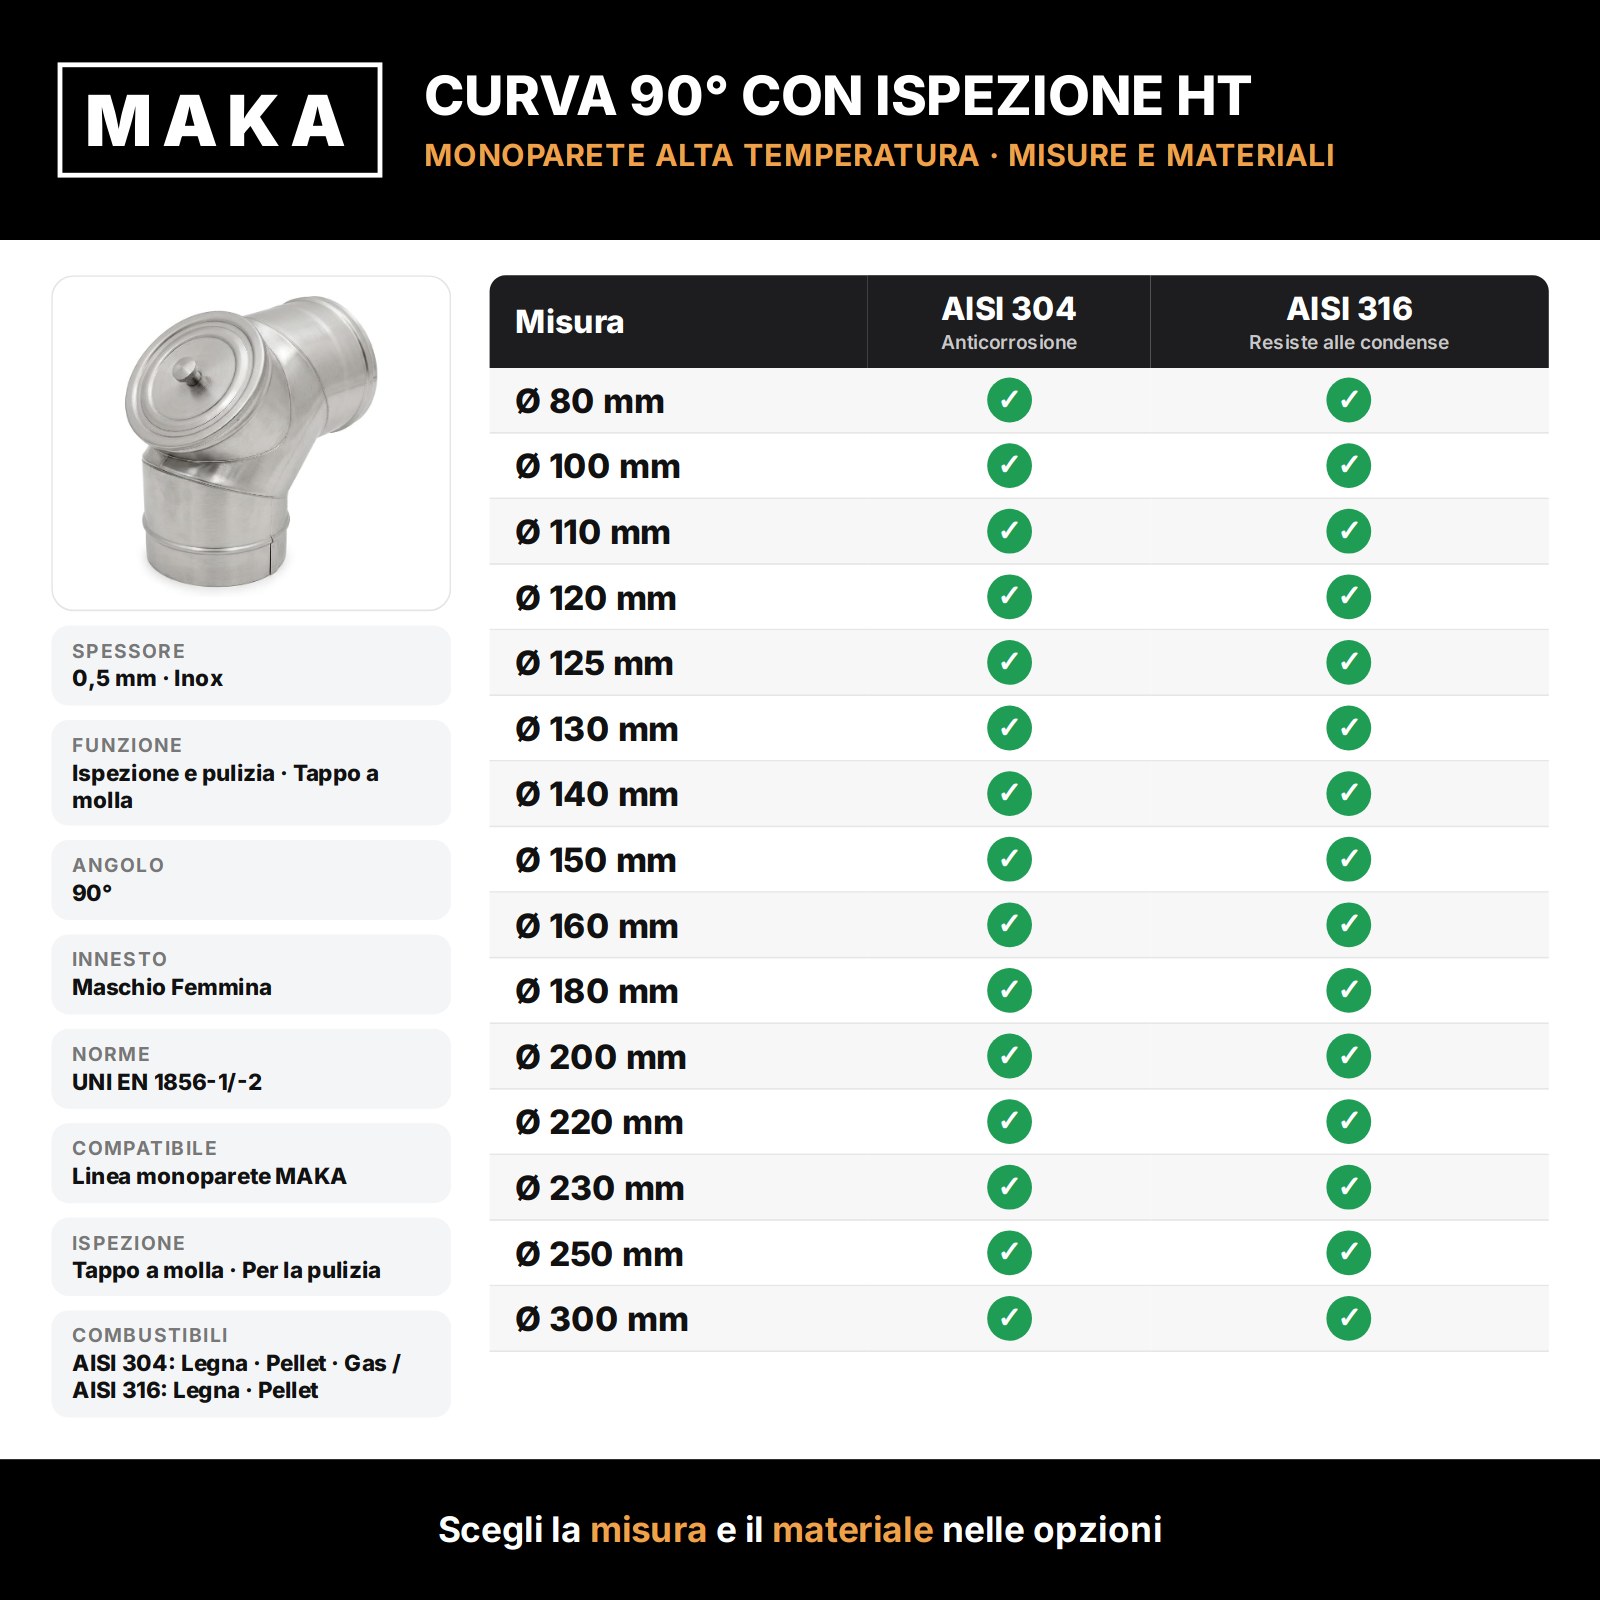 MAKA
CURVA 90° CON ISPEZIONE HT
MONOPARETE ALTA TEMPERATURA · MISURE E MATERIALI
SPESSORE
0,5 mm · Inox
FUNZIONE
Ispezione e pulizia · Tappo a
molla
ANGOLO
90°
INNESTO
Maschio Femmina
NORME
UNI EN 1856-1/-2
COMPATIBILE
Linea monoparete MAKA
ISPEZIONE
Tappo a molla · Per la pulizia
COMBUSTIBILI
AISI 304: Legna · Pellet · Gas /
AISI 316: Legna · Pellet
Misura AISI 304 AISI 316
Anticorrosione Resiste alle condense
Ø 80 mm ✓ ✓
Ø 100 mm ✓ ✓
Ø 110 mm ✓ ✓
Ø 120 mm ✓ ✓
Ø 125 mm ✓ ✓
Ø 130 mm ✓ ✓
Ø 140 mm ✓ ✓
Ø 150 mm ✓ ✓
Ø 160 mm ✓ ✓
Ø 180 mm ✓ ✓
Ø 200 mm ✓ ✓
Ø 220 mm ✓ ✓
Ø 230 mm ✓ ✓
Ø 250 mm ✓ ✓
Ø 300 mm ✓ ✓
Scegli la misura e il materiale nelle opzioni